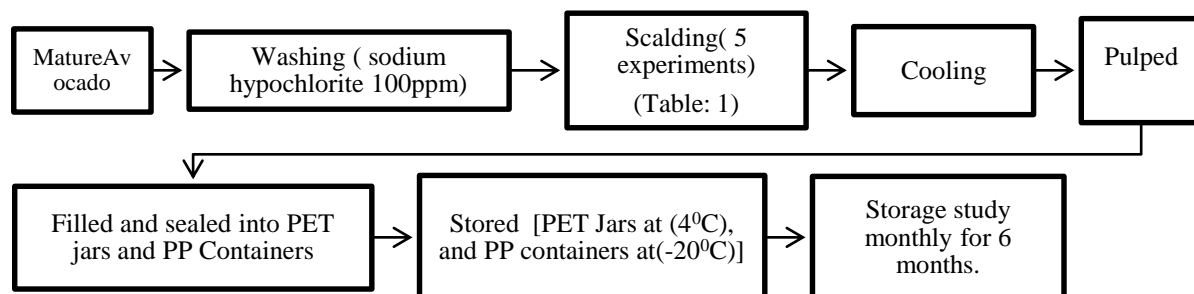 MatureAv
ocado
Washing ( sodium
hypochlorite 100ppm)
Scalding( 5
experiments)
(Table: 1)
Cooling
Pulped
Filled and sealed into PET
jars and PP Containers
Stored [PET Jars at (4⁰C),
and PP containers at(-20⁰C)]
Storage study
monthly for 6
months.